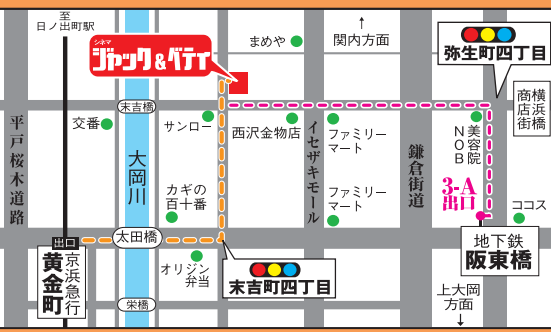 至
日ノ出町駅
シネマ
ジャック&ベティ
まめや
↑
関内方面
弥生町四丁目
横浜橋
商店街
末吉橋
交番
サンロー
西沢金物店
ファミリー
マート
美容院
NOB
平戸桜木道路
大岡川
イセザキモール
鎌倉街道
カギの
百十番
ファミリー
マート
3-A
出口
ココス
太田橋
出口
京浜急行
黄金町
オリジン
弁当
末吉町四丁目
地下鉄
阪東橋
栄橋
上大岡
方面
↓